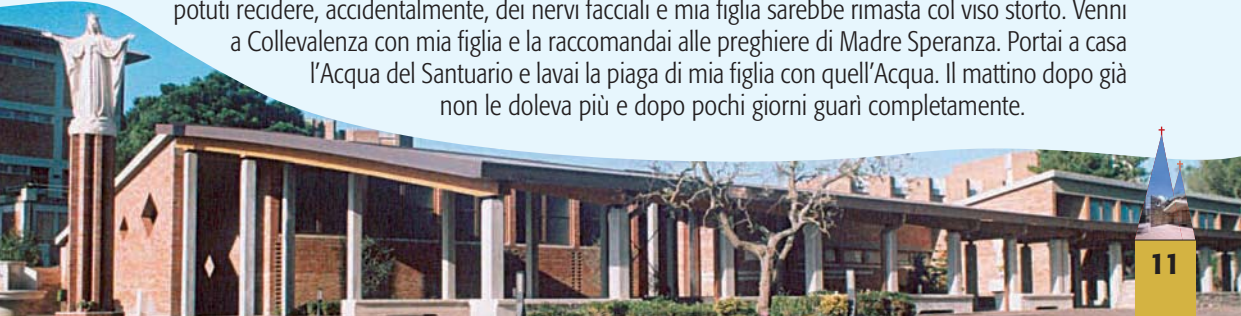 potuti recidere, accidentalmente, dei nervi facciali e mia figlia sarebbe rimasta col viso storto. Venni
a Collevalenza con mia figlia e la raccomandai alle preghiere di Madre Speranza. Portai a casa
l'Acqua del Santuario e lavai la piaga di mia figlia con quell'Acqua. Il mattino dopo già
non le doleva più e dopo pochi giorni guarì completamente.
11